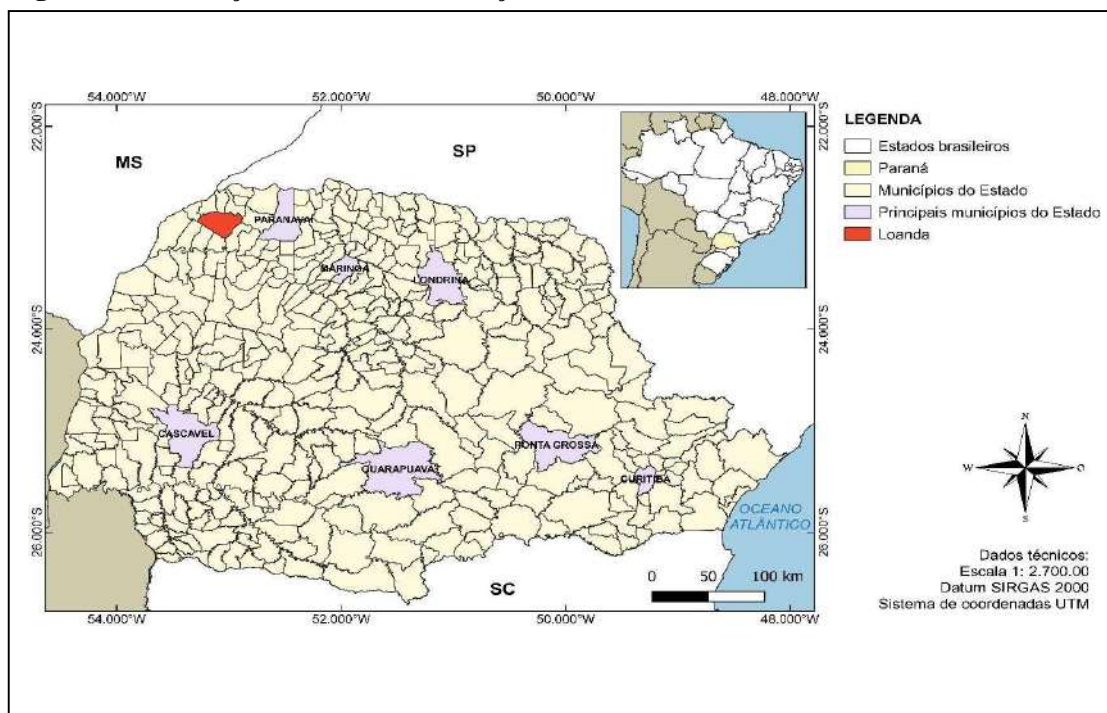 54.000°W 52.000°W 50.000°W 48.000°W
22.000°S
22.000°S
MS
SP
LEGENDA
Estados brasileiros
Paraná
Municípios do Estado
Principais municípios do Estado
Loanda
PARANAVAÍ
MARINGÁ
LONDRINA
24.000°S
24.000°S
CASCAVEL
GUARAPUAVA
PONTA GROSSA
CURITIBA
N
W
O
S
OCEANO
ATLÂNTICO
26.000°S
26.000°S
SC
0 50 100 km
Dados técnicos:
Escala 1: 2.700.00
Datum SIRGAS 2000
Sistema de coordenadas UTM
54.000°W 52.000°W 50.000°W 48.000°W